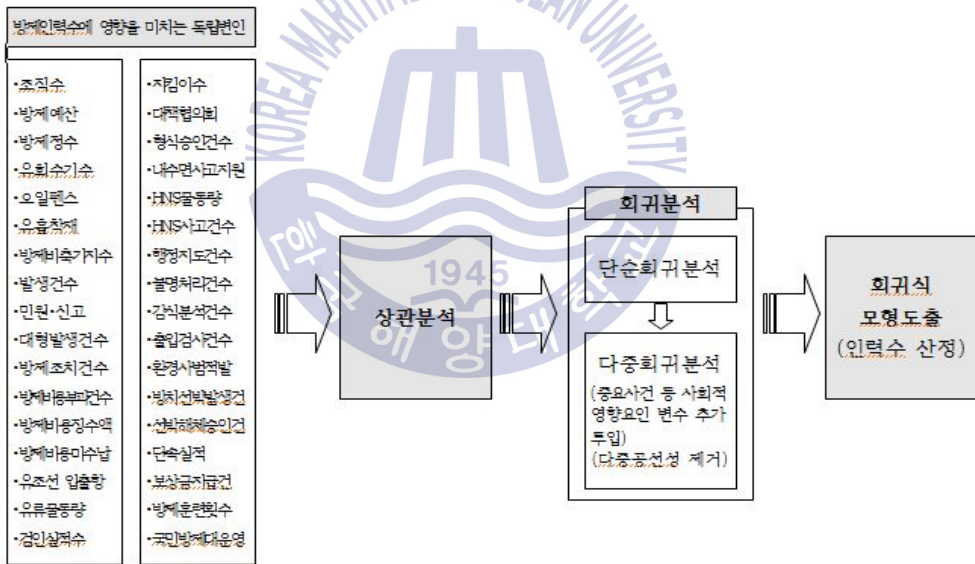 방제인력수에 영향을 미치는 독립변인
·조직수
·방제예산
·방제정수
·유회수기수
·오일펜스
·유흡착재
·방제비축기지수
·발생건수
·민원·신고
·대형발생건수
·방제조치건수
·방제비용부과건수
·방제비용징수액
·방제비용미수납
·유조선 입출항
·유류물동량
·검인실적수
·지킴이수
·대책협의회
·형식승인건수
·내수면사고지원
·HNS물동량
·HNS사고건수
·행정지도건수
·불명처리건수
·감식분석건수
·출입검사건수
·환경사범적발
·방치선박발생건
·선박해체승인건
·단속실적
·보상금지급건
·방제훈련횟수
·국민방제대운영
상관분석
회귀분석
단순회귀분석
다중회귀분석
(중요사건 등 사회적
영향요인 변수 추가
투입)
(다중공선성 제거)
회귀식
모형도출
(인력수 산정)
KOREA MARITIME AND OCEAN UNIVERSITY
1945
한국해양대학교